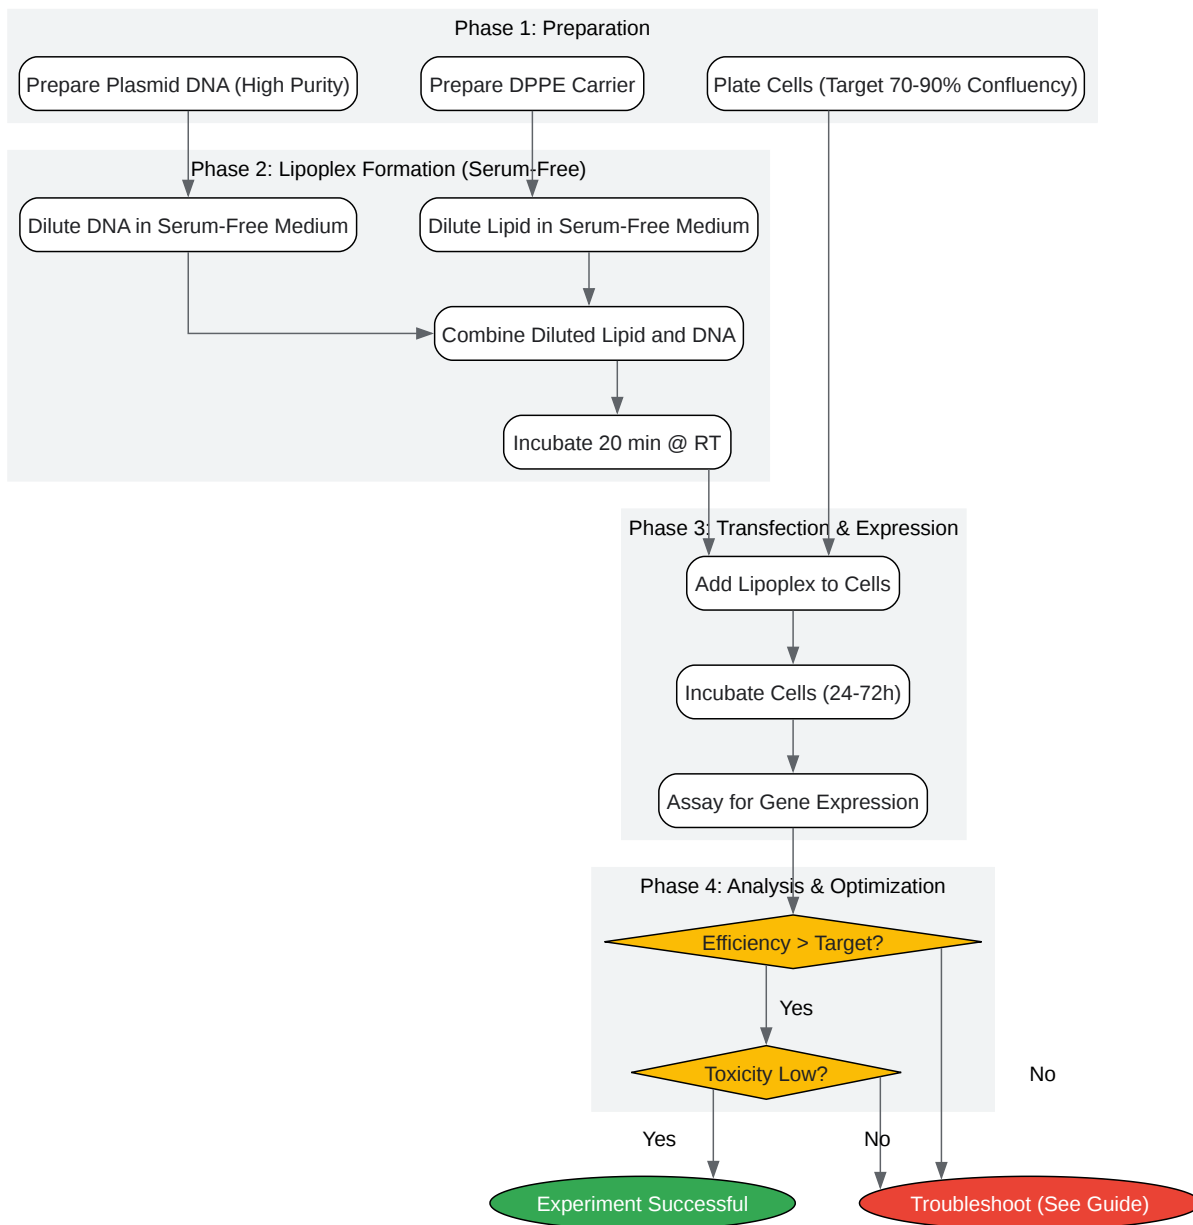 Phase 1: Preparation
Prepare Plasmid DNA (High Purity)
Prepare DPPE Carrier
Plate Cells (Target 70-90% Confluency)
Phase 2: Lipoplex Formation (Serum-Free)
Dilute DNA in Serum-Free Medium
Dilute Lipid in Serum-Free Medium
Combine Diluted Lipid and DNA
Incubate 20 min @ RT
Phase 3: Transfection & Expression
Add Lipoplex to Cells
Incubate Cells (24-72h)
Assay for Gene Expression
Phase 4: Analysis & Optimization
Efficiency > Target?
Yes
Toxicity Low?
No
Yes
No
Experiment Successful
Troubleshoot (See Guide)